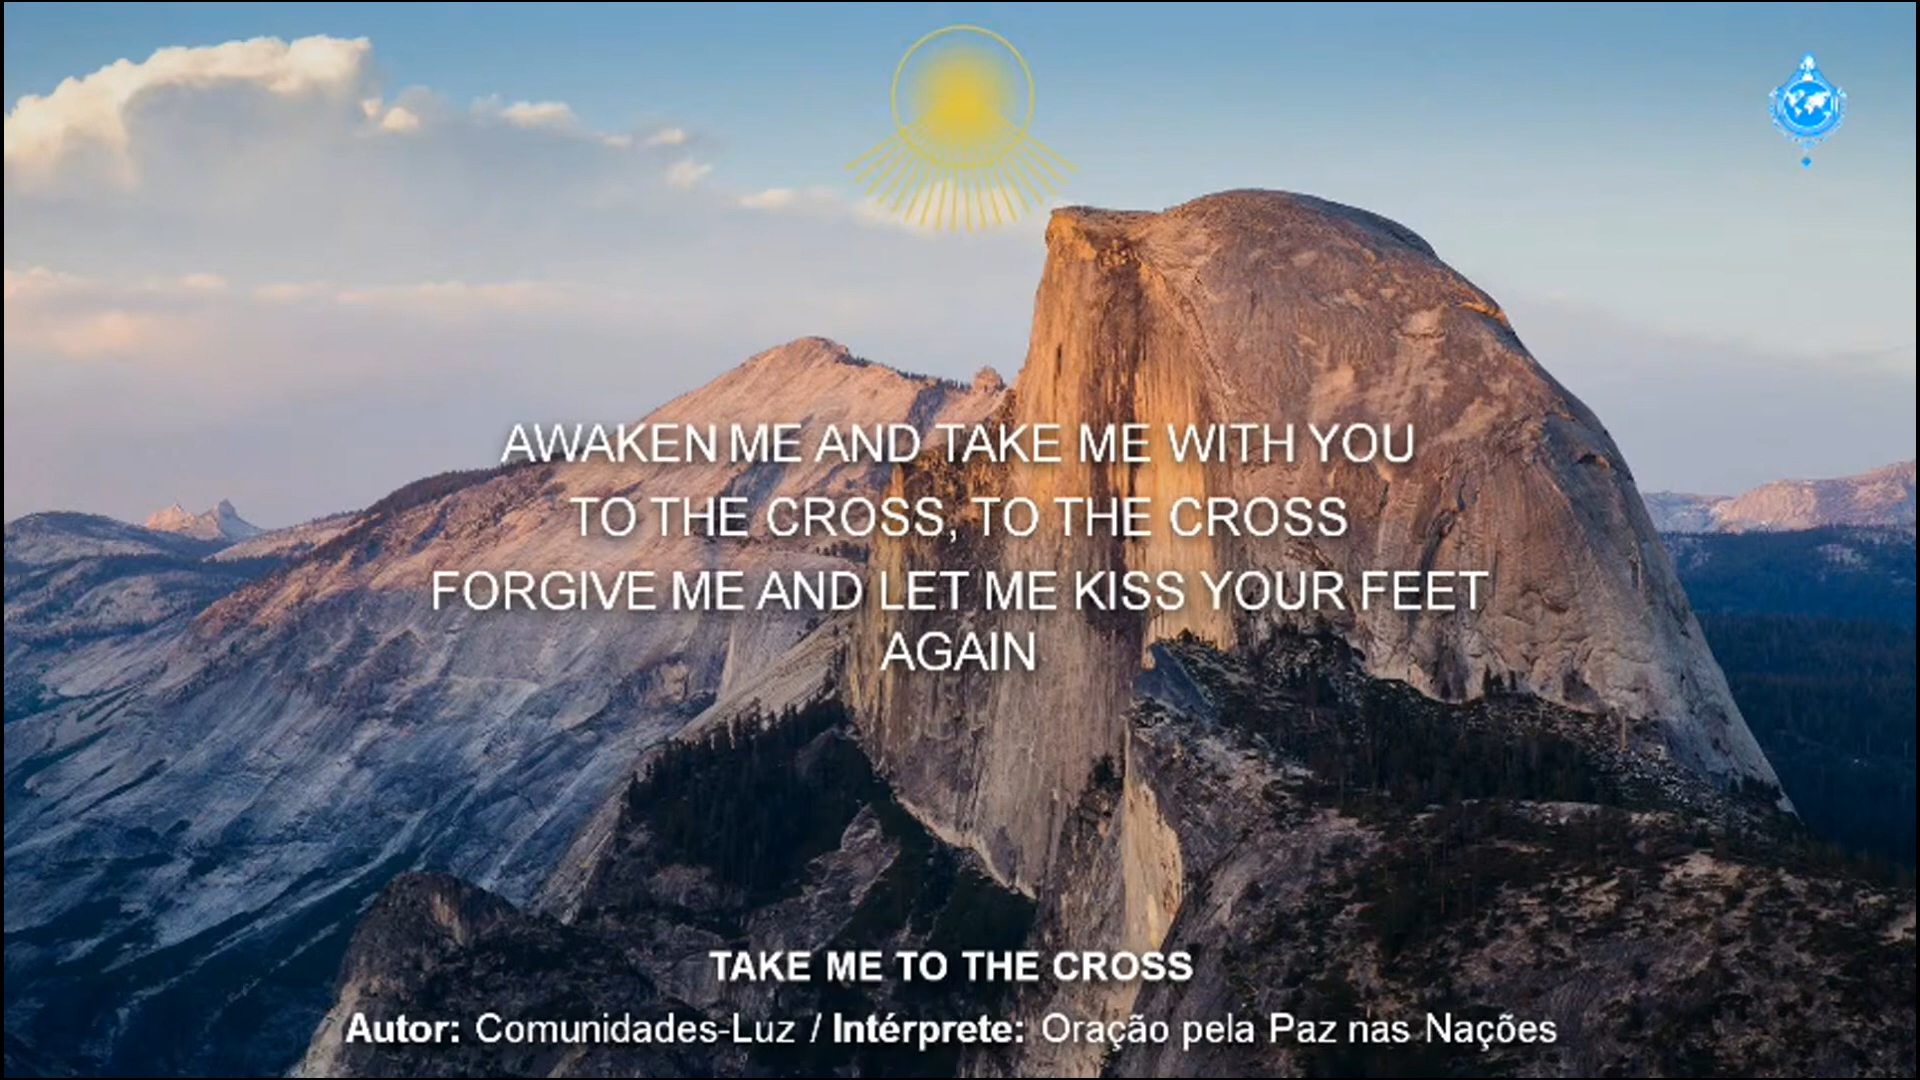 AWAKEN ME AND TAKE ME WITH YOU
TO THE CROSS, TO THE CROSS
FORGIVE ME AND LET ME KISS YOUR FEET
AGAIN
TAKE ME TO THE CROSS
Autor: Comunidades-Luz / Intérprete: Oração pela Paz nas Nações